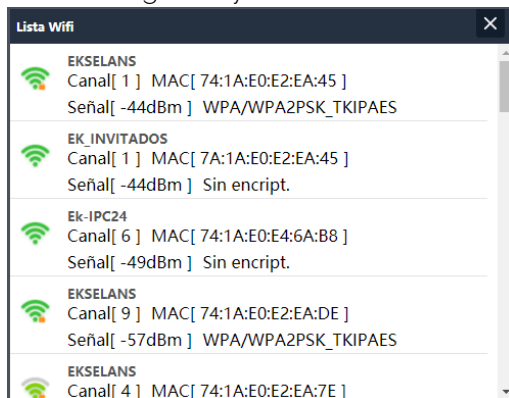 Lista Wifi
EKSELANS
Canal[ 1 ] MAC[ 74:1A:E0:E2:EA:45 ]
Señal[ -44dBm ] WPA/WPA2PSK_TKIPAES
EK_INVITADOS
Canal[ 1 ] MAC[ 7A:1A:E0:E2:EA:45 ]
Señal[ -44dBm ] Sin encript.
Ek-IPC24
Canal[ 6 ] MAC[ 74:1A:E0:E4:6A:B8 ]
Señal[ -49dBm ] Sin encript.
EKSELANS
Canal[ 9 ] MAC[ 74:1A:E0:E2:EA:DE ]
Señal[ -57dBm ] WPA/WPA2PSK_TKIPAES
EKSELANS
Canal[ 4 ] MAC[ 74:1A:E0:E2:EA:7E ]